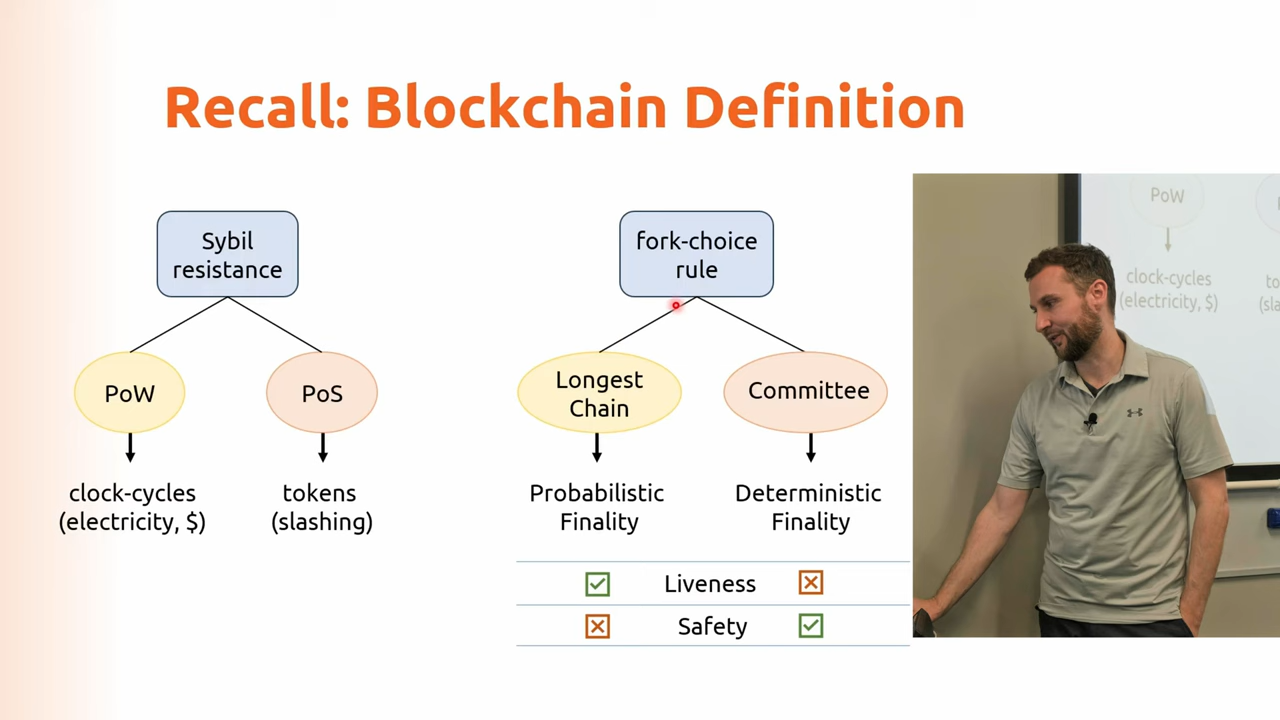 Recall: Blockchain Definition
Sybil
resistance
PoW
PoS
clock-cycles
(electricity, $)
tokens
(slashing)
fork-choice
rule
Longest
Chain
Committee
Probabilistic
Finality
Deterministic
Finality
Liveness
Safety
PoW
clock-cycles
(electricity, $)